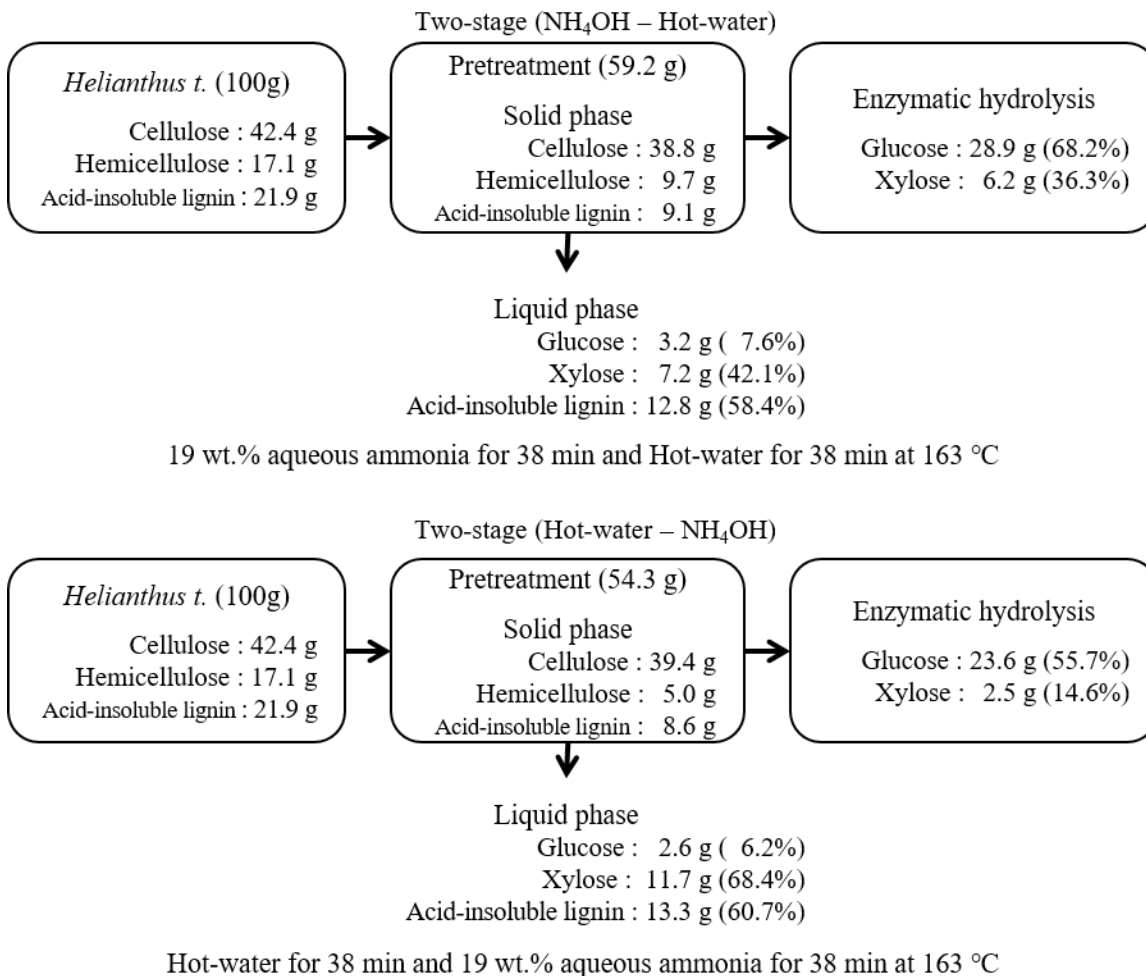 Two-stage (NH₄OH – Hot-water)
Helianthus t. (100g)
Cellulose : 42.4 g
Hemicellulose : 17.1 g
Acid-insoluble lignin : 21.9 g
Pretreatment (59.2 g)
Solid phase
Cellulose : 38.8 g
Hemicellulose : 9.7 g
Acid-insoluble lignin : 9.1 g
Enzymatic hydrolysis
Glucose : 28.9 g (68.2%)
Xylose : 6.2 g (36.3%)
Liquid phase
Glucose : 3.2 g ( 7.6%)
Xylose : 7.2 g (42.1%)
Acid-insoluble lignin : 12.8 g (58.4%)
19 wt.% aqueous ammonia for 38 min and Hot-water for 38 min at 163 ℃
Two-stage (Hot-water – NH₄OH)
Helianthus t. (100g)
Cellulose : 42.4 g
Hemicellulose : 17.1 g
Acid-insoluble lignin : 21.9 g
Pretreatment (54.3 g)
Solid phase
Cellulose : 39.4 g
Hemicellulose : 5.0 g
Acid-insoluble lignin : 8.6 g
Enzymatic hydrolysis
Glucose : 23.6 g (55.7%)
Xylose : 2.5 g (14.6%)
Liquid phase
Glucose : 2.6 g ( 6.2%)
Xylose : 11.7 g (68.4%)
Acid-insoluble lignin : 13.3 g (60.7%)
Hot-water for 38 min and 19 wt.% aqueous ammonia for 38 min at 163 ℃